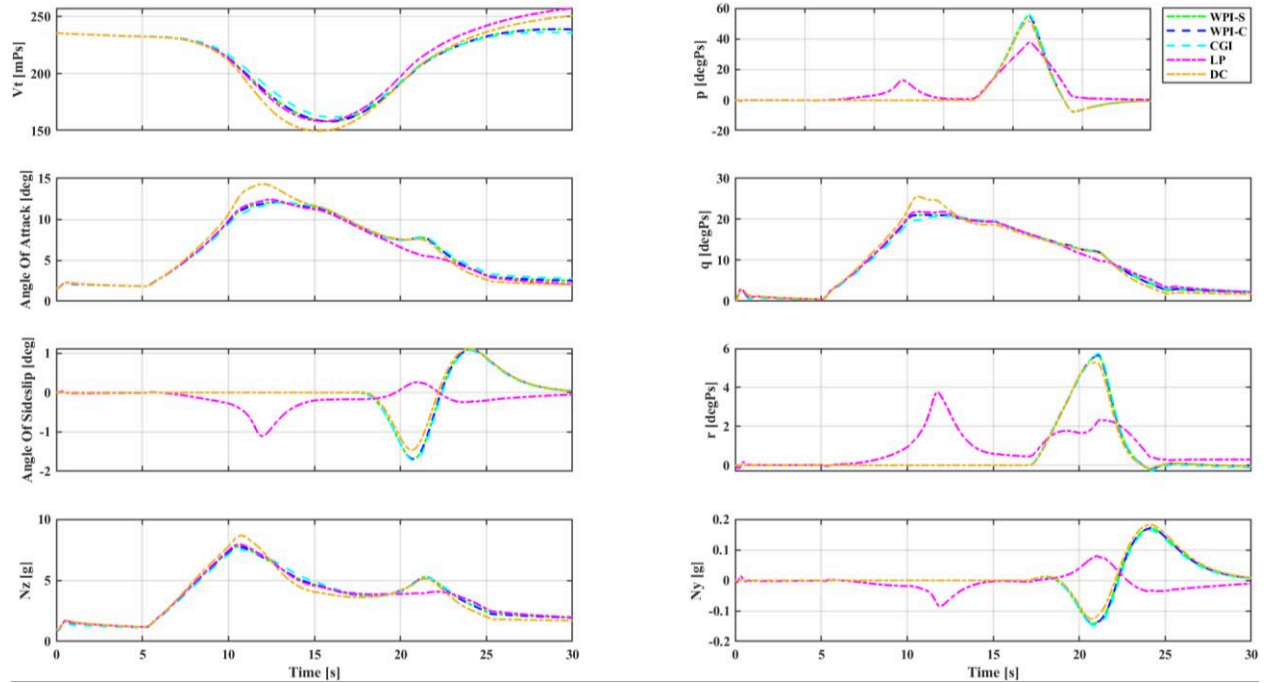 250
200
150
Vt [mPs]
60
40
20
0
-20
p [degPs]
WPI-S
WPI-C
CGI
LP
DC
15
10
5
0
Angle Of Attack [deg]
30
20
10
0
q [degPs]
1
0
-1
-2
Angle Of Sideslip [deg]
6
4
2
0
r [degPs]
10
5
0
Nz [g]
0 5 10 15 20 25 30
Time [s]
0.2
0.1
0
-0.1
-0.2
Ny [g]
0 5 10 15 20 25 30
Time [s]